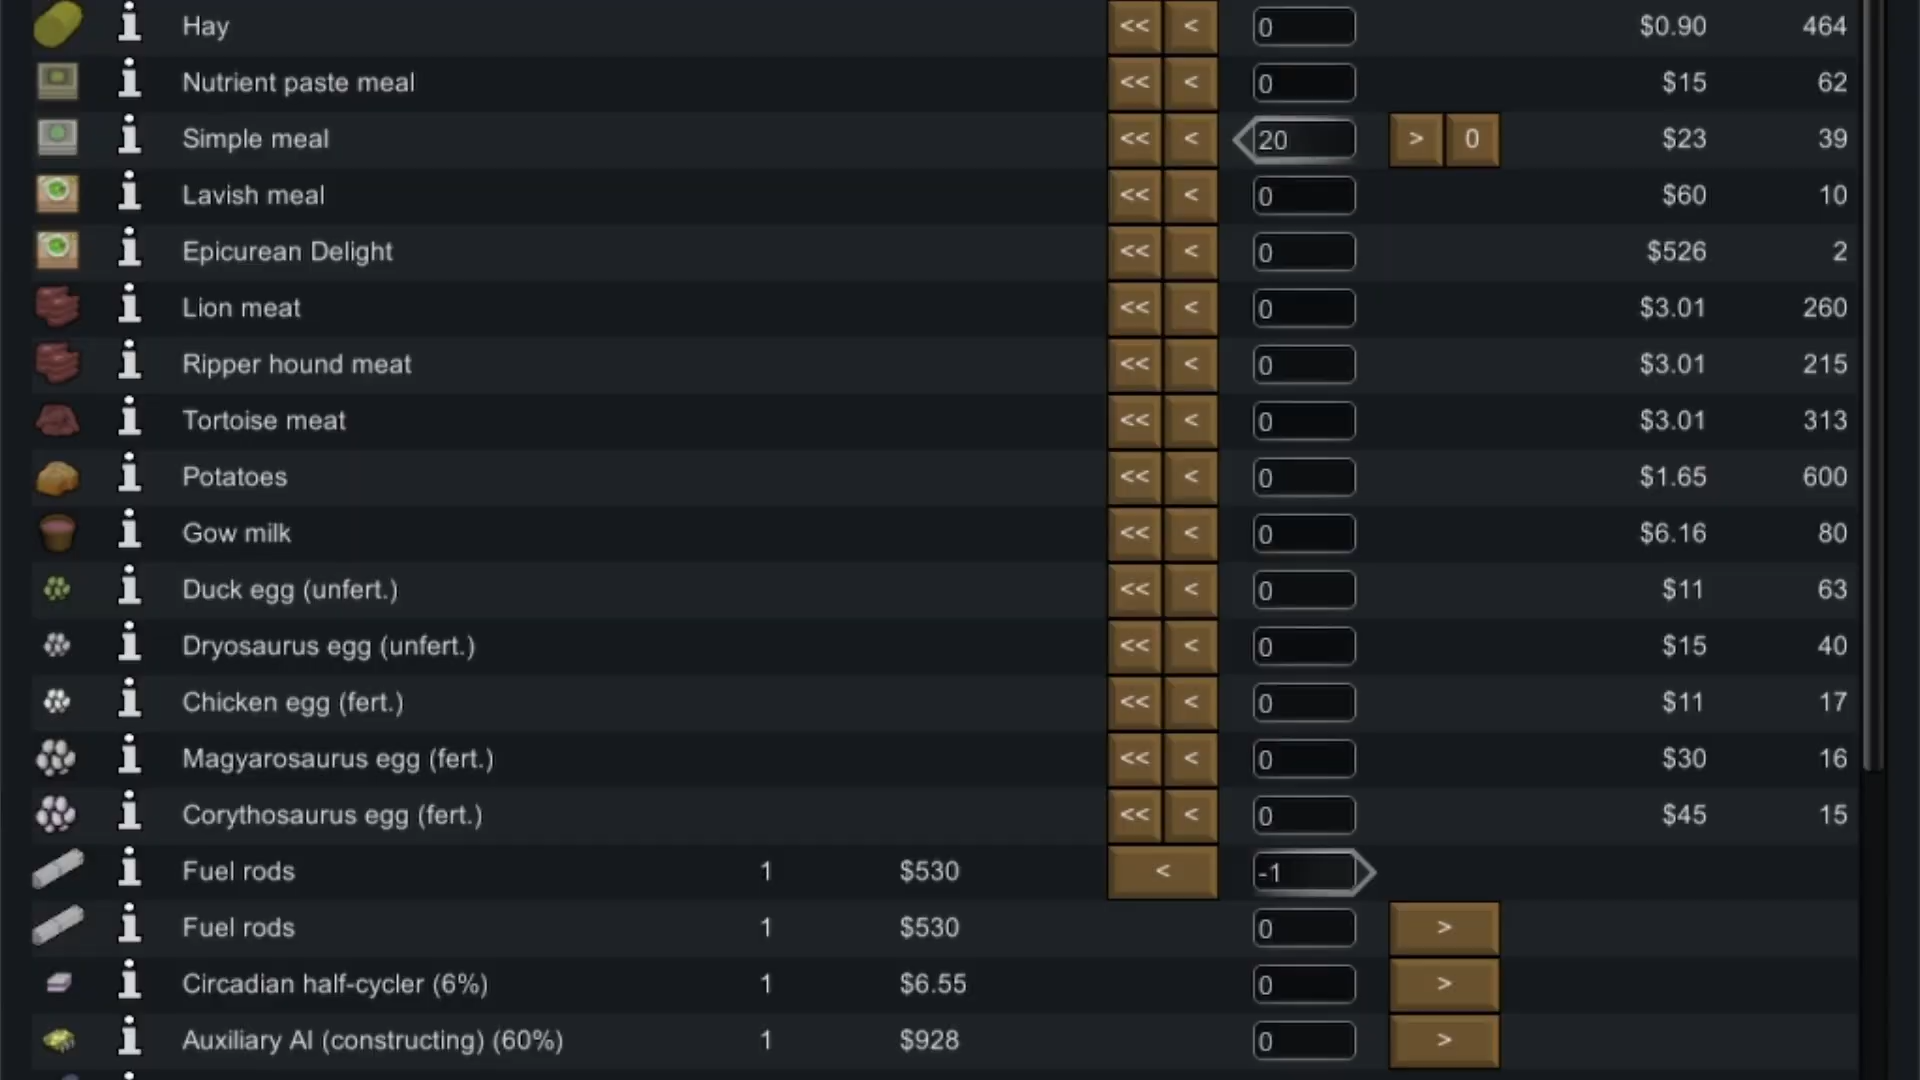 Hay << < 0 $0.90 464
Nutrient paste meal << < 0 $15 62
Simple meal << < 20 > 0 $23 39
Lavish meal << < 0 $60 10
Epicurean Delight << < 0 $526 2
Lion meat << < 0 $3.01 260
Ripper hound meat << < 0 $3.01 215
Tortoise meat << < 0 $3.01 313
Potatoes << < 0 $1.65 600
Gow milk << < 0 $6.16 80
Duck egg (unfert.) << < 0 $11 63
Dryosaurus egg (unfert.) << < 0 $15 40
Chicken egg (fert.) << < 0 $11 17
Magyarosaurus egg (fert.) << < 0 $30 16
Corythosaurus egg (fert.) << < 0 $45 15
Fuel rods 1 $530 < -1
Fuel rods 1 $530 0 >
Circadian half-cycler (6%) 1 $6.55 0 >
Auxiliary AI (constructing) (60%) 1 $928 0 >